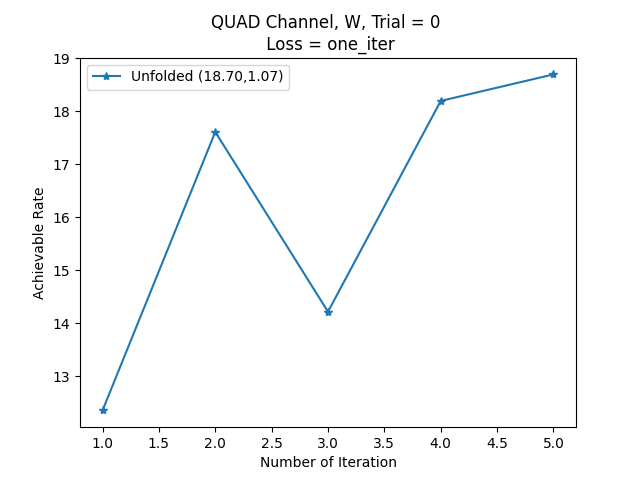 QUAD Channel, W, Trial = 0
Loss = one_iter
Unfolded (18.70,1.07)
19
18
17
16
15
14
13
Achievable Rate
1.0 1.5 2.0 2.5 3.0 3.5 4.0 4.5 5.0
Number of Iteration